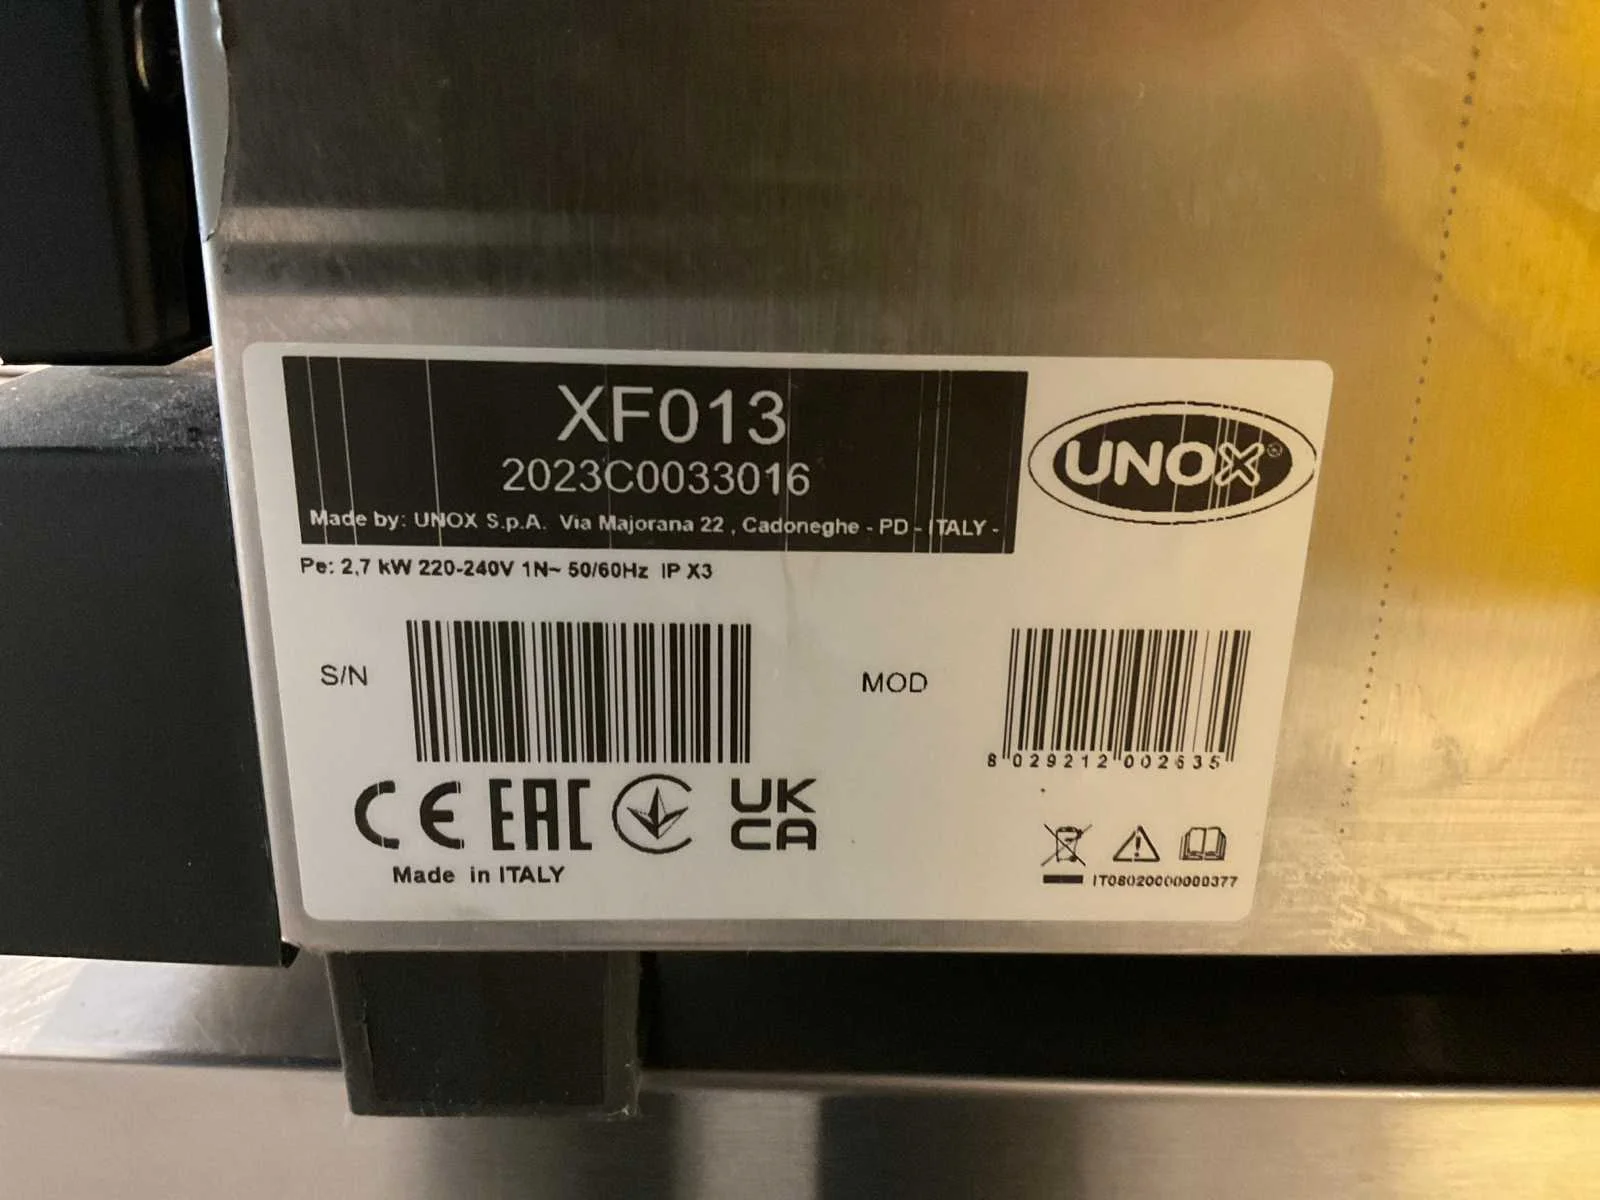 XF013
2023C0033016
Made by: UNOX S.p.A. Via Majorana 22 , Cadoneghe - PD - ITALY -
UNOX®
Pe: 2,7 kW 220-240V 1N~ 50/60Hz IP X3
S/N
MOD
8 029212 002635
CE EAC UK CA
Made in ITALY
IT08020000000377